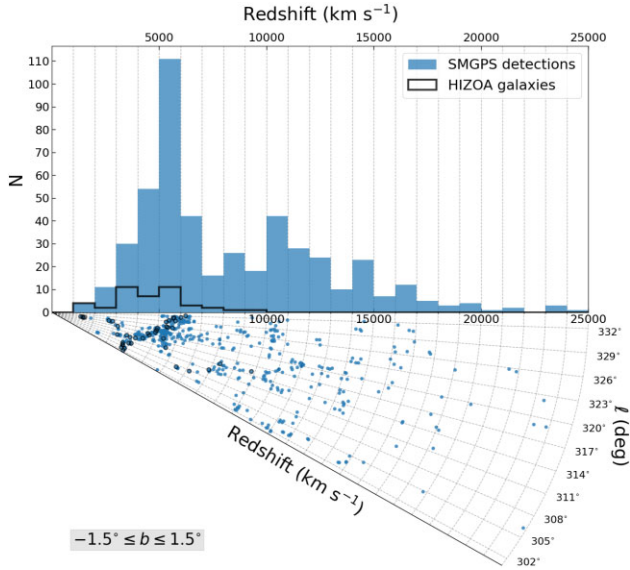 Redshift (km s⁻¹)
5000 10000 15000 20000 25000
SMGPS detections
HIZOA galaxies
N
110
100
90
80
70
60
50
40
30
20
10
0
5000 10000 15000 20000 25000
332°
329°
326°
323°
320°
317°
314°
311°
308°
305°
302°
ℓ (deg)
Redshift (km s⁻¹)
−1.5° ≤ b ≤ 1.5°